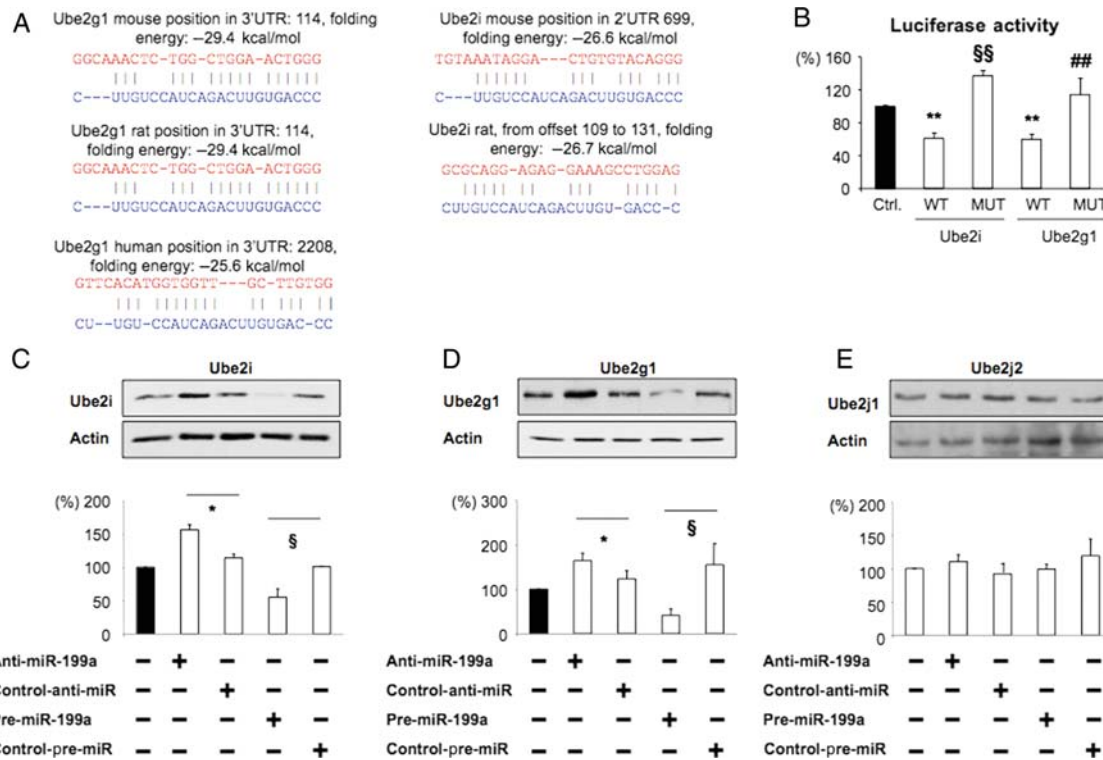 A
Ube2g1 mouse position in 3'UTR: 114, folding
energy: –29.4 kcal/mol
GGCAAACTC-TGG-CTGGA-ACTGGG
C---UUGUCCAUCAGACUUGUGACCC
Ube2g1 rat position in 3'UTR: 114,
folding energy: –29.4 kcal/mol
GGCAAACTC-TGG-CTGGA-ACTGGG
C---UUGUCCAUCAGACUUGUGACCC
Ube2g1 human position in 3'UTR: 2208,
folding energy: –25.6 kcal/mol
GTTCACATGGTGGTT---GC-TTGTGG
CU--UGU-CCAUCAGACUUGUGAC-CC
Ube2i mouse position in 2'UTR 699,
folding energy: –26.6 kcal/mol
TGTAAATAGGA---CTGTGTACAGGG
C---UUGUCCAUCAGACUUGUGACCC
Ube2i rat, from offset 109 to 131, folding
energy: –26.7 kcal/mol
GCGCAGG-AGAG-GAAAGCCTGGAG
CUUGUCCAUCAGACUUGU-GACC-C
B
Luciferase activity
(%)
160
120
80
40
0
** §§ ** ##
Ctrl. WT MUT WT MUT
Ube2i Ube2g1
C
Ube2i
Ube2i
Actin
(%)
200
150
100
50
0
* §
Anti-miR-199a – + – – –
Control-anti-miR – – + – –
Pre-miR-199a – – – + –
Control-pre-miR – – – – +
D
Ube2g1
Ube2g1
Actin
(%)
300
200
100
0
* §
Anti-miR-199a – + – – –
Control-anti-miR – – + – –
Pre-miR-199a – – – + –
Control-pre-miR – – – – +
E
Ube2j2
Ube2j1
Actin
(%)
200
150
100
50
0
Anti-miR-199a – + – – –
Control-anti-miR – – + – –
Pre-miR-199a – – – + –
Control-pre-miR – – – – +